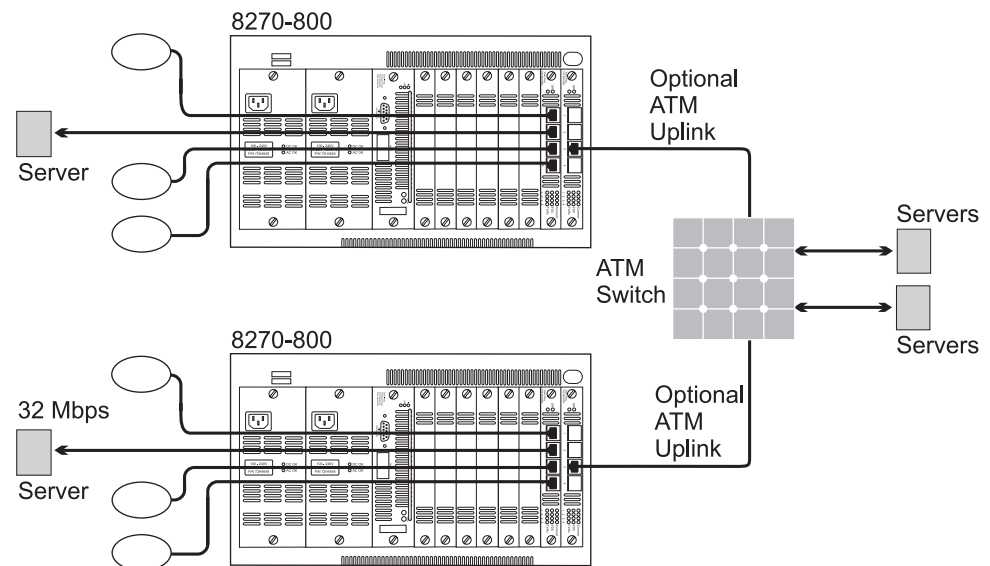 8270-800
Optional
ATM
Uplink
Server
Servers
ATM
Switch
Servers
8270-800
32 Mbps
Optional
ATM
Uplink
Server